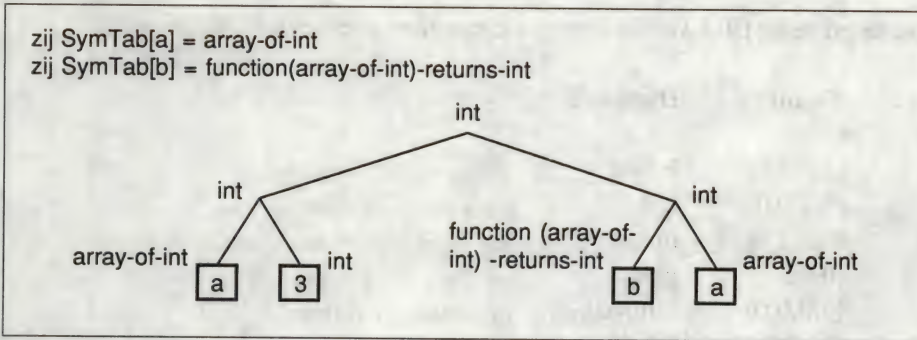 zij SymTab[a] = array-of-int
zij SymTab[b] = function(array-of-int)-returns-int
int
int
int
array-of-int
a
3
int
function (array-of-
int) -returns-int
b
a
array-of-int